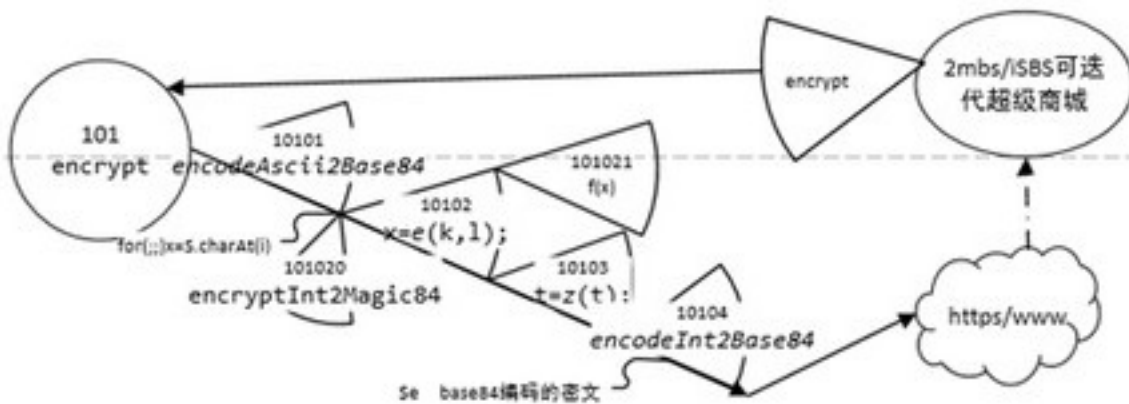 2mbs/iSBS可迭
代超级商城
encrypt
101
encrypt
10101
encodeAscii2Base84
101021
f(x)
10102
x=e(k,l);
for(;;)x=S.charAt(i)
101020
encryptInt2Magic84
10103
t=z(t);
10104
encodeInt2Base84
https/www
Se base84编码的密文